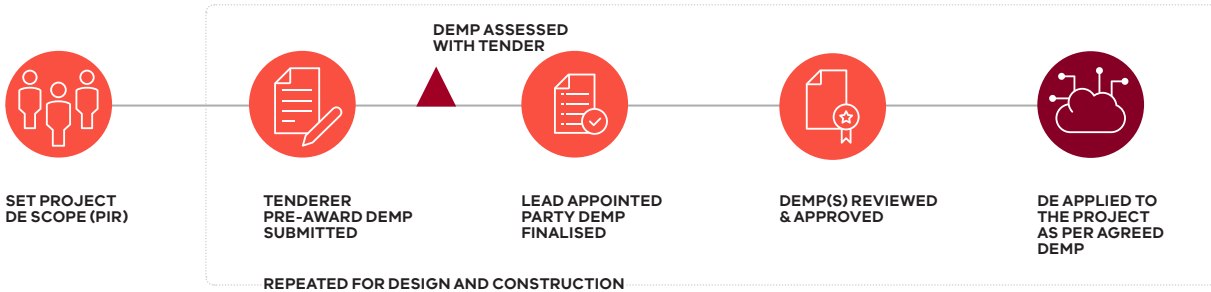 DEMP ASSESSED
WITH TENDER
SET PROJECT
DE SCOPE (PIR)
TENDERER
PRE-AWARD DEMP
SUBMITTED
LEAD APPOINTED
PARTY DEMP
FINALISED
DEMP(S) REVIEWED
& APPROVED
DE APPLIED TO
THE PROJECT
AS PER AGREED
DEMP
REPEATED FOR DESIGN AND CONSTRUCTION